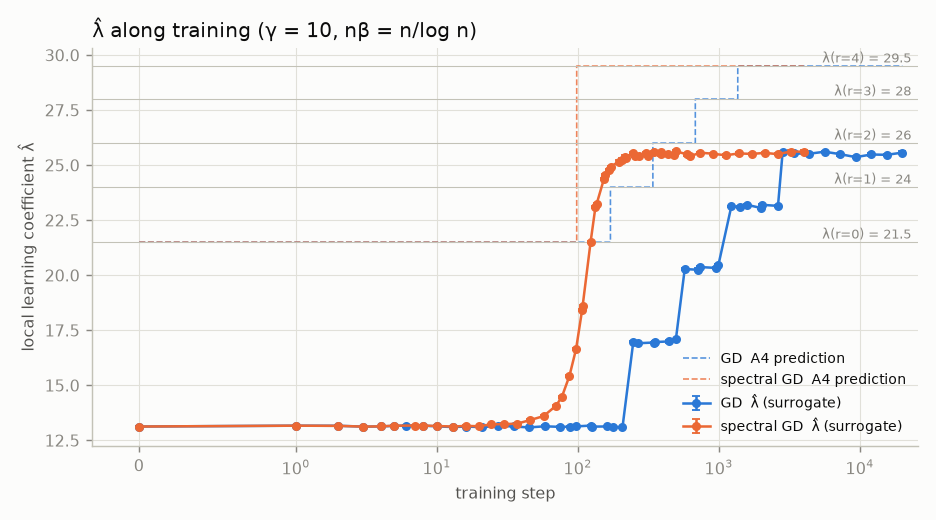 λ̂ along training (γ = 10, nβ = n/log n)
30.0
27.5
25.0
22.5
20.0
17.5
15.0
12.5
local learning coefficient λ̂
λ(r=4) = 29.5
λ(r=3) = 28
λ(r=2) = 26
λ(r=1) = 24
λ(r=0) = 21.5
GD  A4 prediction
spectral GD  A4 prediction
GD  λ̂ (surrogate)
spectral GD  λ̂ (surrogate)
0
10⁰
10¹
10²
10³
10⁴
training step